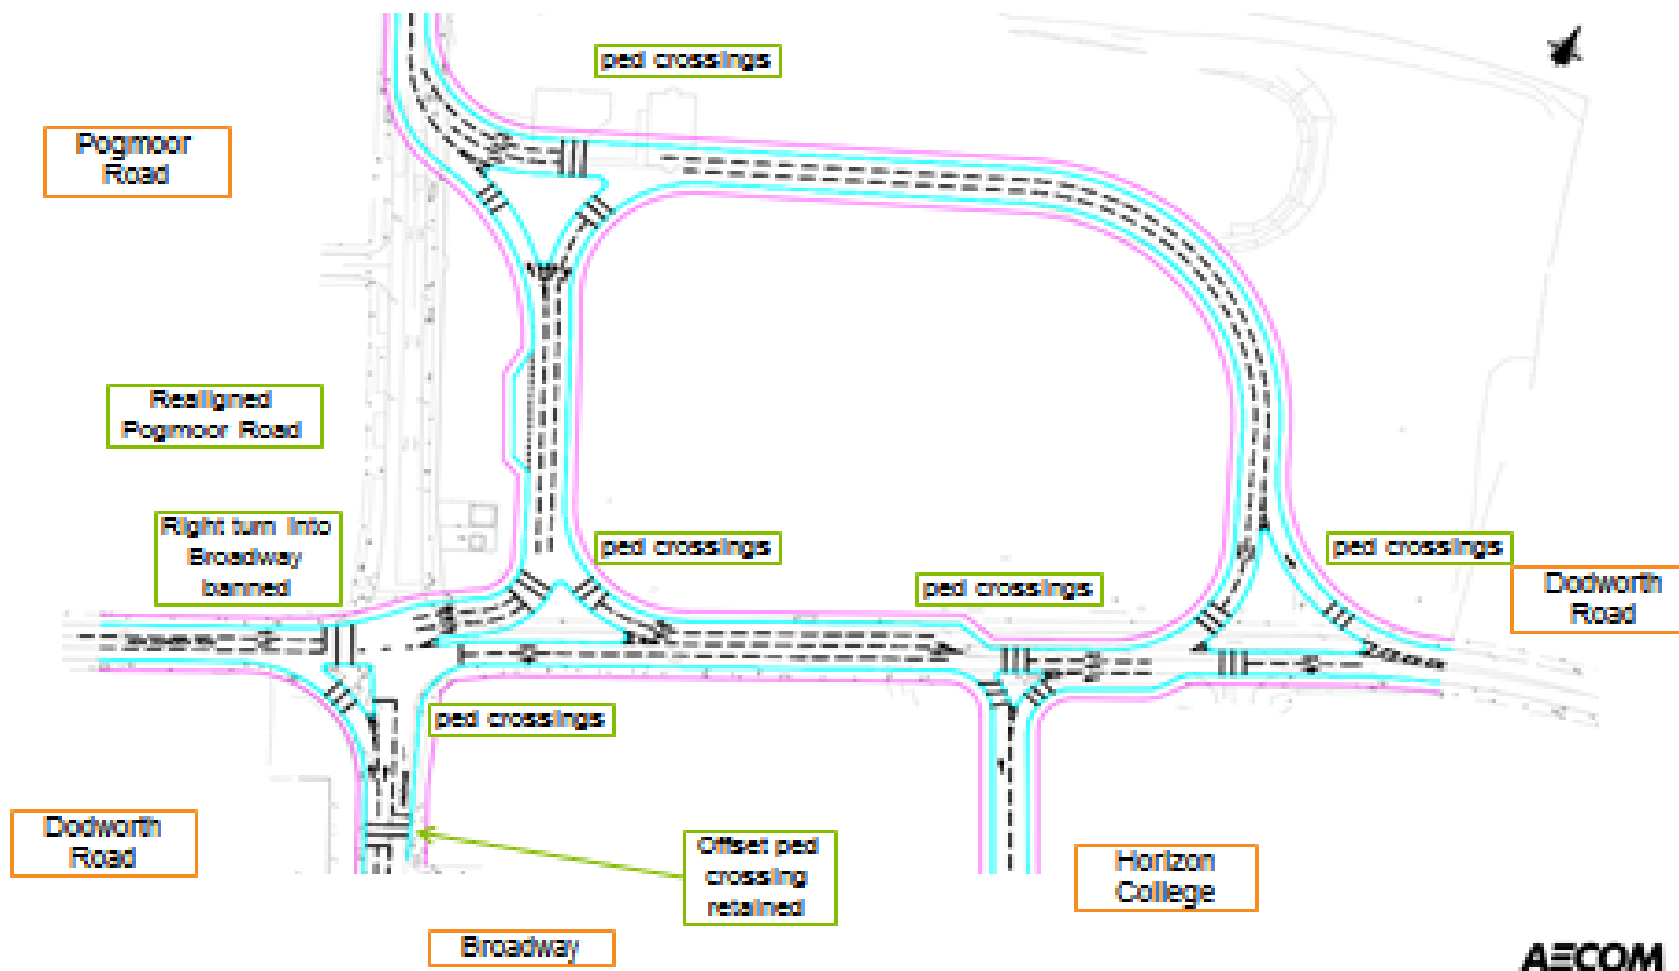 ped crossings
Pogmoor
Road
Realigned
Pogmoor Road
Right turn into
Broadway
banned
ped crossings
ped crossings
ped crossings
Dodworth
Road
ped crossings
Dodworth
Road
Offset ped
crossing
retained
Horizon
College
Broadway
AECOM